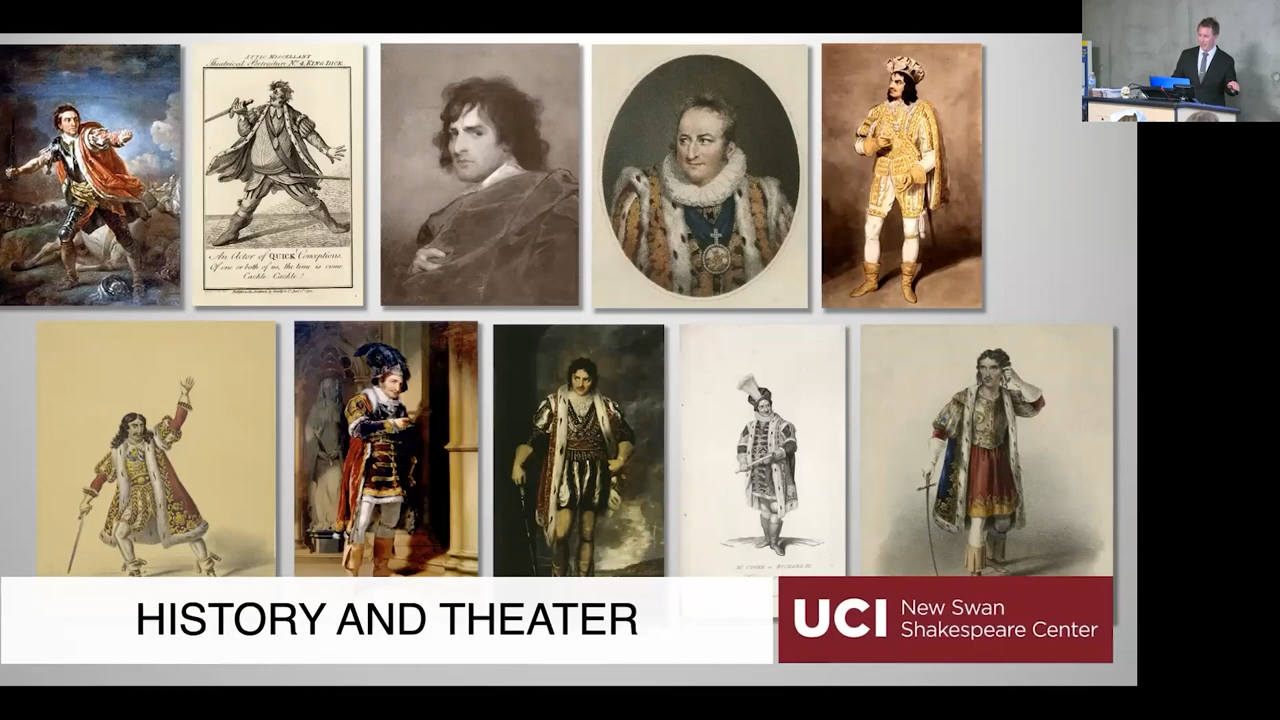 ATTIC MISCELLANY
Theatrical Portraiture No. 4, KING DICK.
An Actor of QUICK Conceptions.
Of one or both of us, the time is come.
Cackle. Cackle!
HISTORY AND THEATER
UCI
New Swan
Shakespeare Center